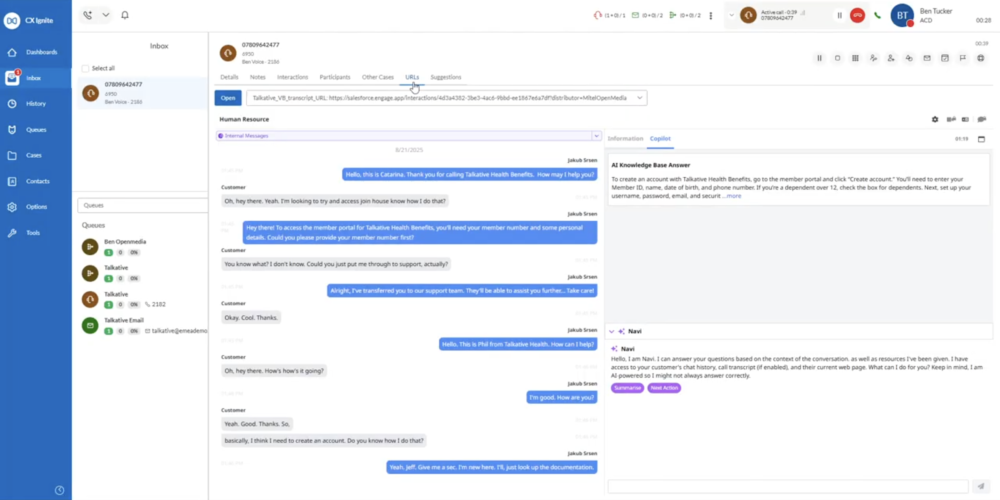 CX Ignite
Dashboards
1
Inbox
History
Queues
Cases
Contacts
Options
Tools
(1+0)/1
(0+0)/2
(0+0)/2
Active call - 0:39
07809642477
BT
Ben Tucker
ACD
00:28
Inbox
Select all
07809642477
6950
Ben Voice - 2186
Queues
Queues
Ben Openmedia
1 0 0%
Talkative
1 0 0%
Talkative
1 0 0% 2182
Talkative Email
1 0 0% talkative@emeademo
07809642477
6950
Ben Voice - 2186
00:39
Details Notes Interactions Participants Other Cases URLs Suggestions
Open
Talkative_VB_transcript_URL: https://salesforce.engage.app/interactions/4d3a4382-3be3-4ac6-9bbd-ee1867e6a7df?distributor=MitelOpenMedia
Human Resource
Internal Messages
8/21/2025
Jakub Srsen
01:45 PM
Hello, this is Catarina. Thank you for calling Talkative Health Benefits. How may I help you?
Customer
Oh, hey there. Yeah. I'm looking to try and access join house know how I do that?
01:45 PM
Jakub Srsen
01:45
PM
Hey there! To access the member portal for Talkative Health Benefits, you'll need your member number and some personal
details. Could you please provide your member number first?
Customer
You know what? I don't know. Could you just put me through to support, actually?
01:45 PM
Jakub Srsen
01:45 PM
Alright, I've transferred you to our support team. They'll be able to assist you further... Take care!
Customer
Okay. Cool. Thanks.
01:45 PM
Jakub Srsen
01:45 PM
Hello. This is Phil from Talkative Health. How can I help?
Customer
Oh, hey there. How's how's it going?
01:46 PM
Jakub Srsen
01:46 PM
I'm good. How are you?
Customer
Yeah. Good. Thanks. So,
01:46 PM
basically, I think I need to create an account. Do you know how I do that?
01:46 PM
Jakub Srsen
01:46 PM
Yeah. Jeff. Give me a sec. I'm new here. I'll, just look up the documentation.
Information Copilot
01:19
AI Knowledge Base Answer
To create an account with Talkative Health Benefits, go to the member portal and click “Create account.” You'll need to enter your
Member ID, name, date of birth, and phone number. If you're a dependent over 12, check the box for dependents. Next, set up your
username, password, email, and securit ...more
Navi
Navi
Hello, I am Navi. I can answer your questions based on the context of the conversation, as well as resources I've been given. I have
access to your customer's chat history, call transcript (if enabled), and their current web page. What can I do for you? Keep in mind, I am
AI-powered so I might not always answer correctly.
Summarise Next Action